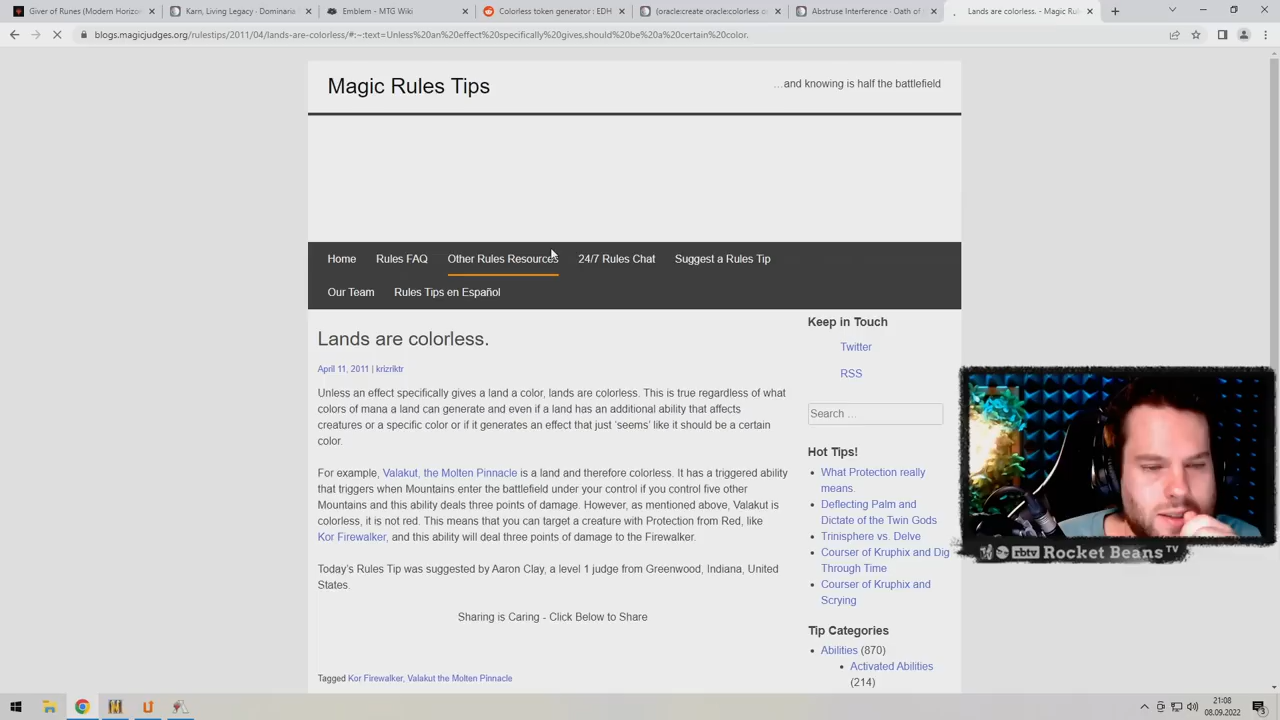 Giver of Runes (Modern Horizon
Karn, Living Legacy - Dominaria
Emblem - MTG Wiki
Colorless token generator : EDH
(oracle:create oracle:colorless o
Abstruse Interference - Oath of
Lands are colorless. - Magic Rul
blogs.magicjudges.org/rulestips/2011/04/lands-are-colorless/#:~:text=Unless%20an%20effect%20specifically%20gives,should%20be%20a%20certain%20color.
Magic Rules Tips
…and knowing is half the battlefield
Home
Rules FAQ
Other Rules Resources
24/7 Rules Chat
Suggest a Rules Tip
Our Team
Rules Tips en Español
Lands are colorless.
April 11, 2011 | krizriktr
Unless an effect specifically gives a land a color, lands are colorless. This is true regardless of what
colors of mana a land can generate and even if a land has an additional ability that affects
creatures or a specific color or if it generates an effect that just ‘seems’ like it should be a certain
color.
For example, Valakut, the Molten Pinnacle is a land and therefore colorless. It has a triggered ability
that triggers when Mountains enter the battlefield under your control if you control five other
Mountains and this ability deals three points of damage. However, as mentioned above, Valakut is
colorless, it is not red. This means that you can target a creature with Protection from Red, like
Kor Firewalker, and this ability will deal three points of damage to the Firewalker.
Today’s Rules Tip was suggested by Aaron Clay, a level 1 judge from Greenwood, Indiana, United
States.
Sharing is Caring - Click Below to Share
Tagged Kor Firewalker, Valakut the Molten Pinnacle
Keep in Touch
Twitter
RSS
Search …
Hot Tips!
What Protection really
means.
Deflecting Palm and
Dictate of the Twin Gods
Trinisphere vs. Delve
Courser of Kruphix and Dig
Through Time
Courser of Kruphix and
Scrying
Tip Categories
Abilities (870)
Activated Abilities
(214)
rbtv Rocket Beans TV
21:08
08.09.2022
3